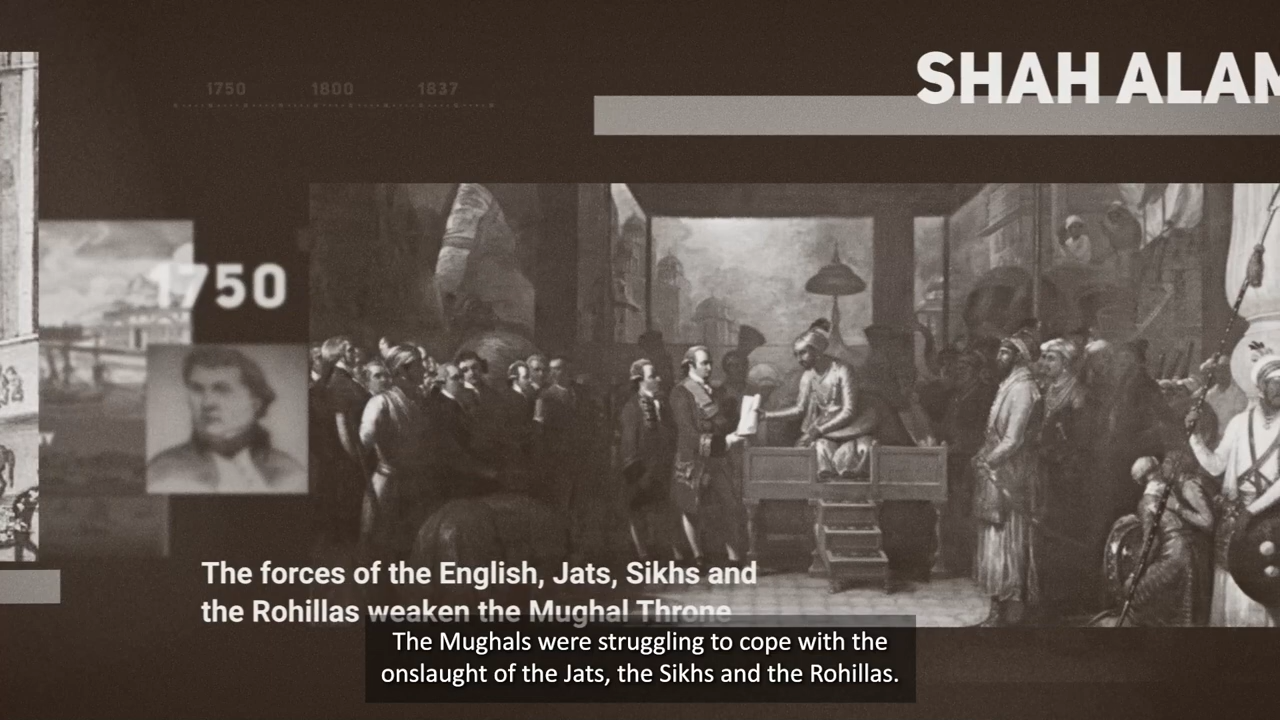 SHAH ALAM
1750 1800 1837
1750
The forces of the English, Jats, Sikhs and
the Rohillas weaken the Mughal Throne
The Mughals were struggling to cope with the
onslaught of the Jats, the Sikhs and the Rohillas.